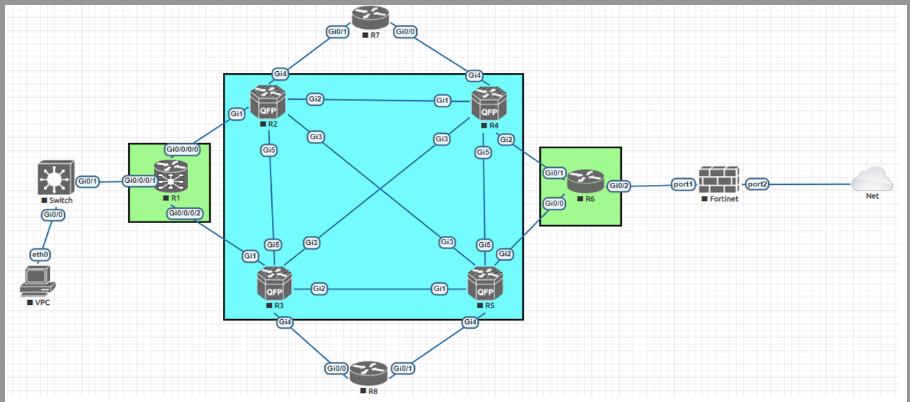 R7
Gi0/1
Gi0/0
Gi4
Gi4
QFP
R2
Gi1
Gi2
Gi3
Gi5
QFP
R4
Gi1
Gi3
Gi2
Gi5
Switch
Gi0/1
Gi0/0
eth0
VPC
Gi0/0/0/0
Gi0/0/0/1
R1
Gi0/0/0/2
Gi0/1
R6
Gi0/2
Gi0/0
port1
Fortinet
port2
Net
Gi1
Gi5
Gi3
QFP
R3
Gi2
Gi4
Gi3
Gi5
Gi2
QFP
R5
Gi1
Gi4
Gi0/0
Gi0/1
R8